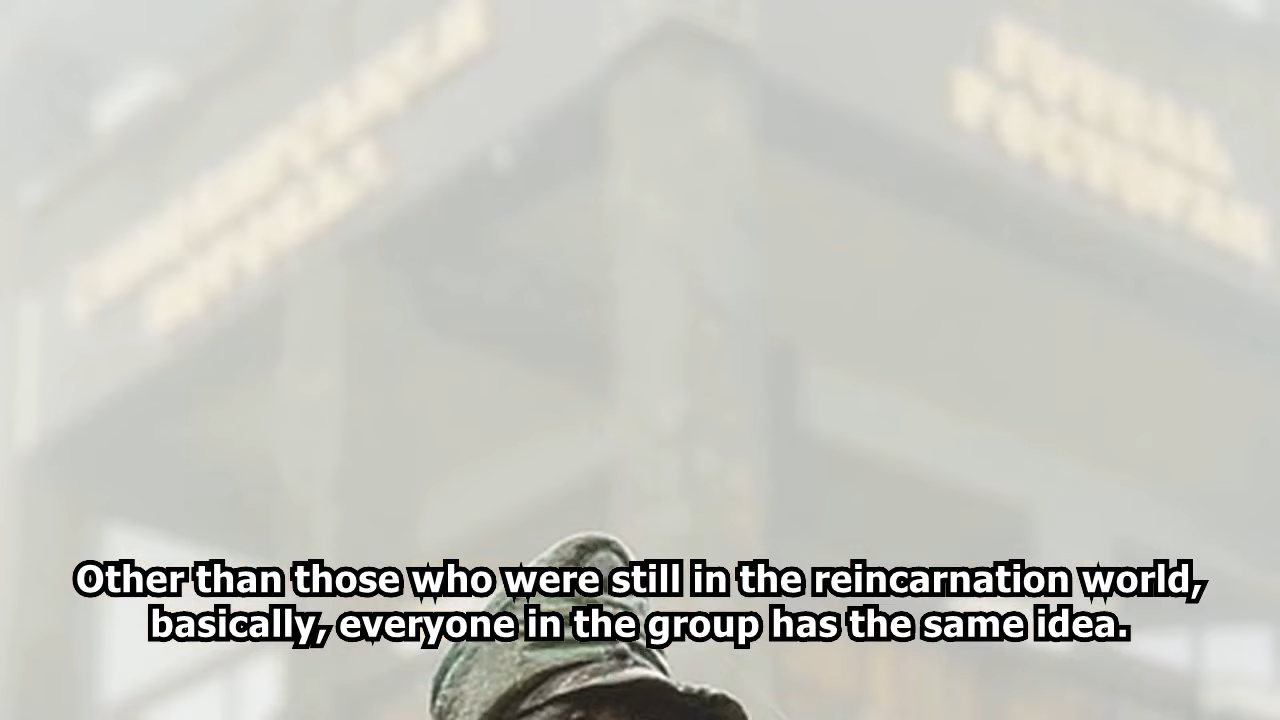 Other than those who were still in the reincarnation world,
basically, everyone in the group has the same idea.